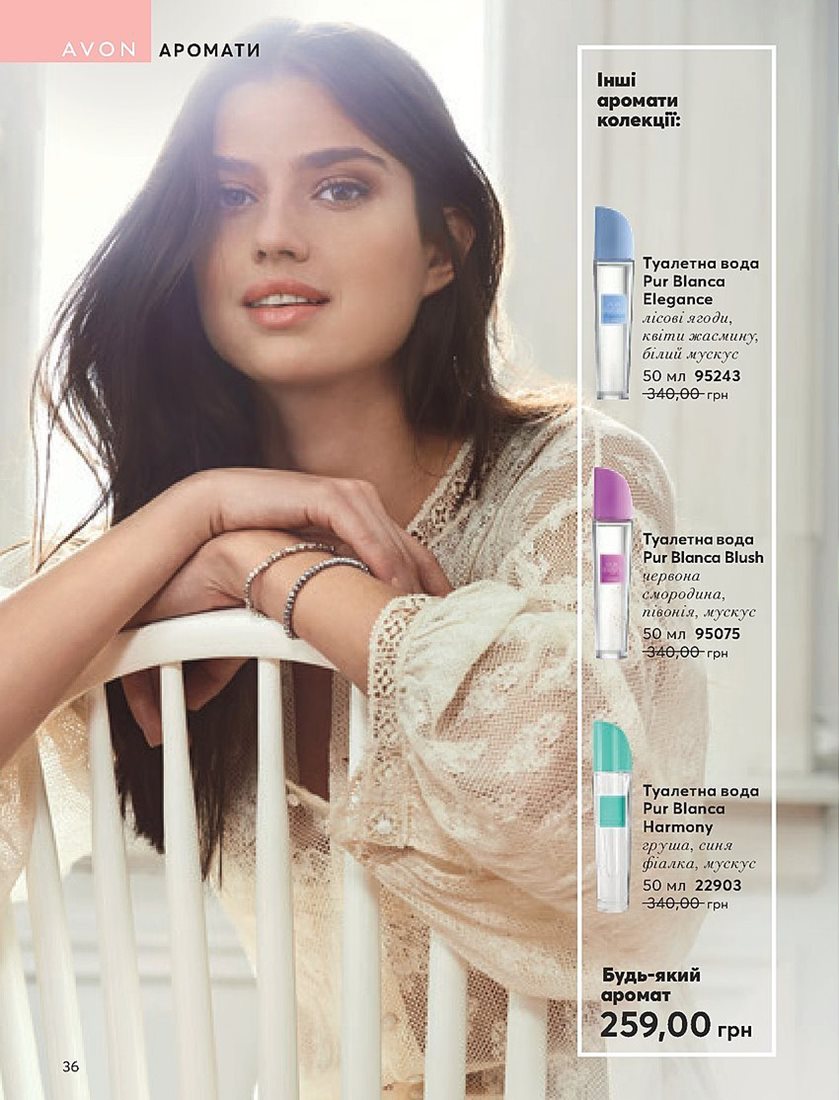 AVON АРОМАТИ
Інші
аромати
колекції:
Туалетна вода
Pur Blanca
Elegance
лісові ягоди,
квіти жасмину,
білий мускус
50 мл 95243
340,00 грн
Туалетна вода
Pur Blanca Blush
червона
смородина,
півонія, мускус
50 мл 95075
340,00 грн
Туалетна вода
Pur Blanca
Harmony
груша, синя
фіалка, мускус
50 мл 22903
340,00 грн
Будь-який
аромат
259,00 грн
36